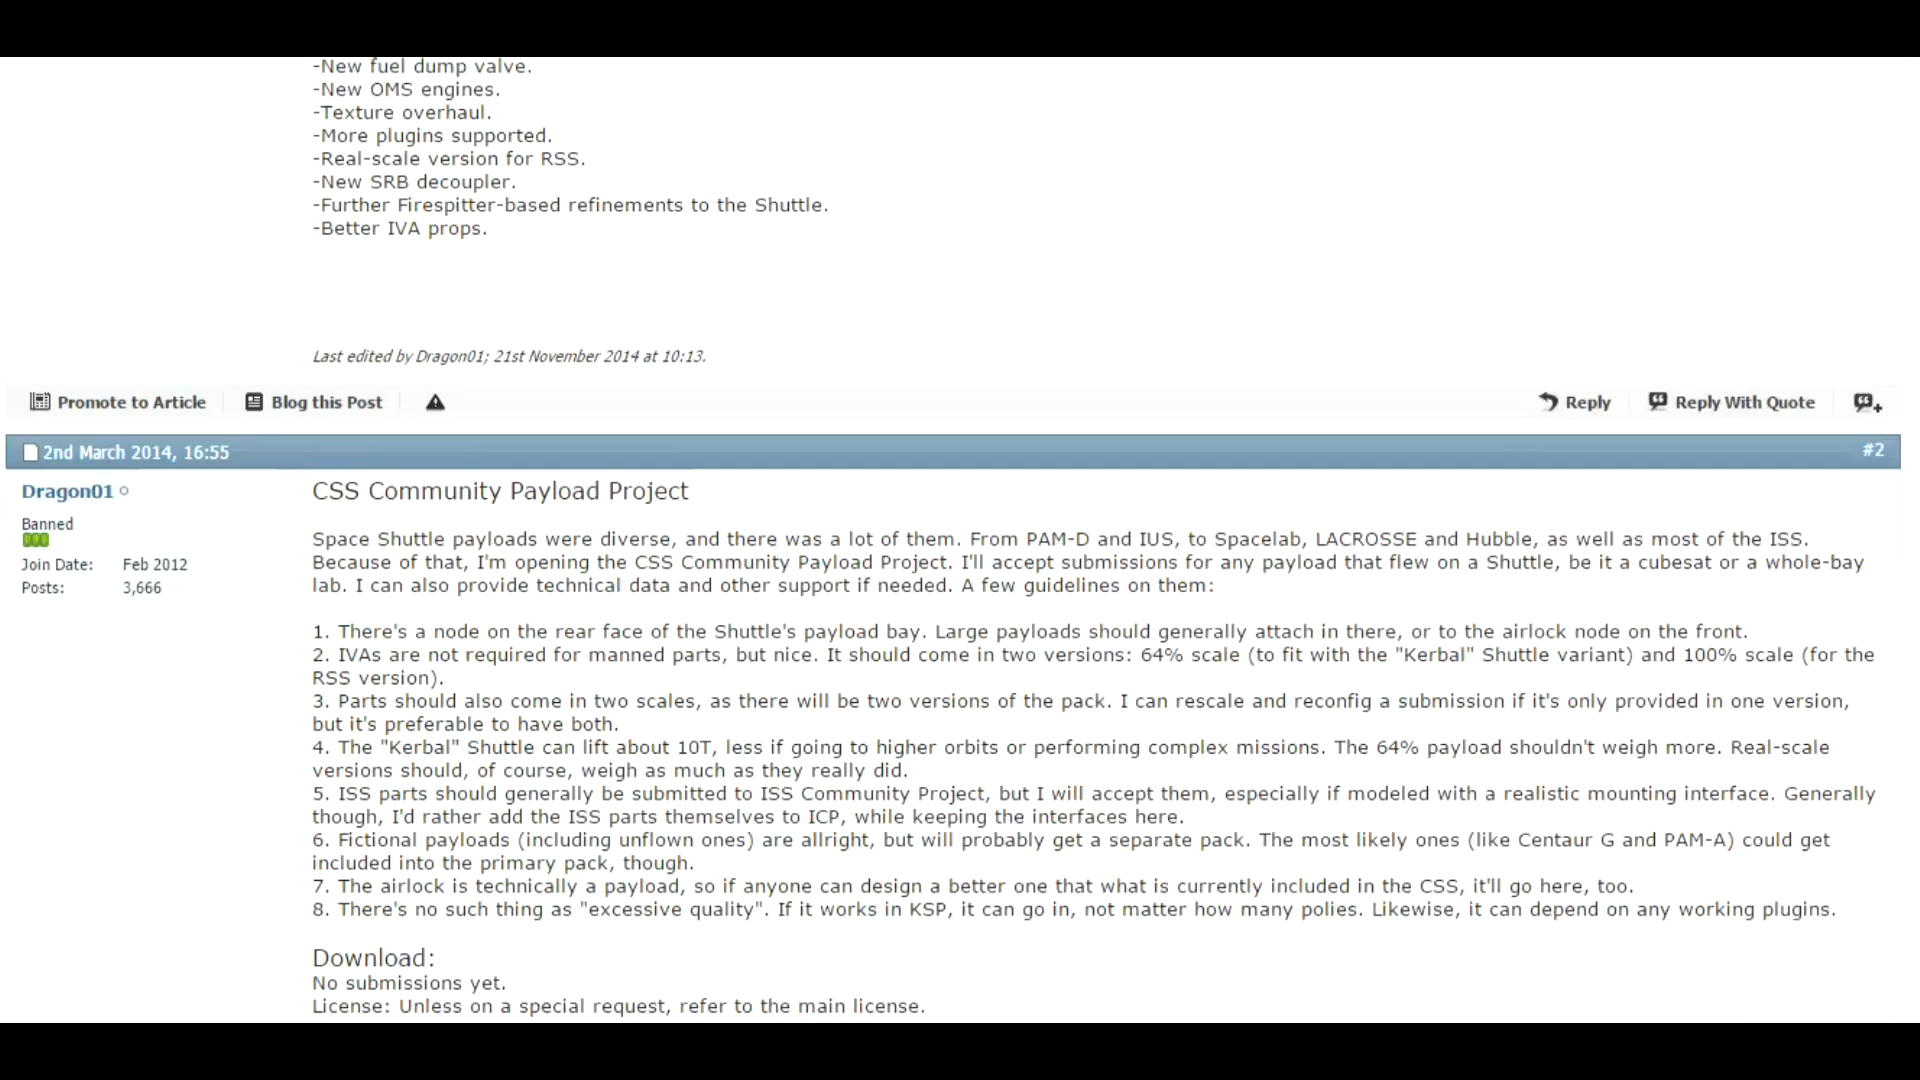 -New fuel dump valve.
-New OMS engines.
-Texture overhaul.
-More plugins supported.
-Real-scale version for RSS.
-New SRB decoupler.
-Further Firespitter-based refinements to the Shuttle.
-Better IVA props.
Last edited by Dragon01; 21st November 2014 at 10:13.
Promote to Article Blog this Post Reply Reply With Quote
2nd March 2014, 16:55 #2
Dragon01
Banned
Join Date: Feb 2012
Posts: 3,666
CSS Community Payload Project
Space Shuttle payloads were diverse, and there was a lot of them. From PAM-D and IUS, to Spacelab, LACROSSE and Hubble, as well as most of the ISS.
Because of that, I'm opening the CSS Community Payload Project. I'll accept submissions for any payload that flew on a Shuttle, be it a cubesat or a whole-bay
lab. I can also provide technical data and other support if needed. A few guidelines on them:
1. There's a node on the rear face of the Shuttle's payload bay. Large payloads should generally attach in there, or to the airlock node on the front.
2. IVAs are not required for manned parts, but nice. It should come in two versions: 64% scale (to fit with the "Kerbal" Shuttle variant) and 100% scale (for the
RSS version).
3. Parts should also come in two scales, as there will be two versions of the pack. I can rescale and reconfig a submission if it's only provided in one version,
but it's preferable to have both.
4. The "Kerbal" Shuttle can lift about 10T, less if going to higher orbits or performing complex missions. The 64% payload shouldn't weigh more. Real-scale
versions should, of course, weigh as much as they really did.
5. ISS parts should generally be submitted to ISS Community Project, but I will accept them, especially if modeled with a realistic mounting interface. Generally
though, I'd rather add the ISS parts themselves to ICP, while keeping the interfaces here.
6. Fictional payloads (including unflown ones) are allright, but will probably get a separate pack. The most likely ones (like Centaur G and PAM-A) could get
included into the primary pack, though.
7. The airlock is technically a payload, so if anyone can design a better one that what is currently included in the CSS, it'll go here, too.
8. There's no such thing as "excessive quality". If it works in KSP, it can go in, not matter how many polies. Likewise, it can depend on any working plugins.
Download:
No submissions yet.
License: Unless on a special request, refer to the main license.